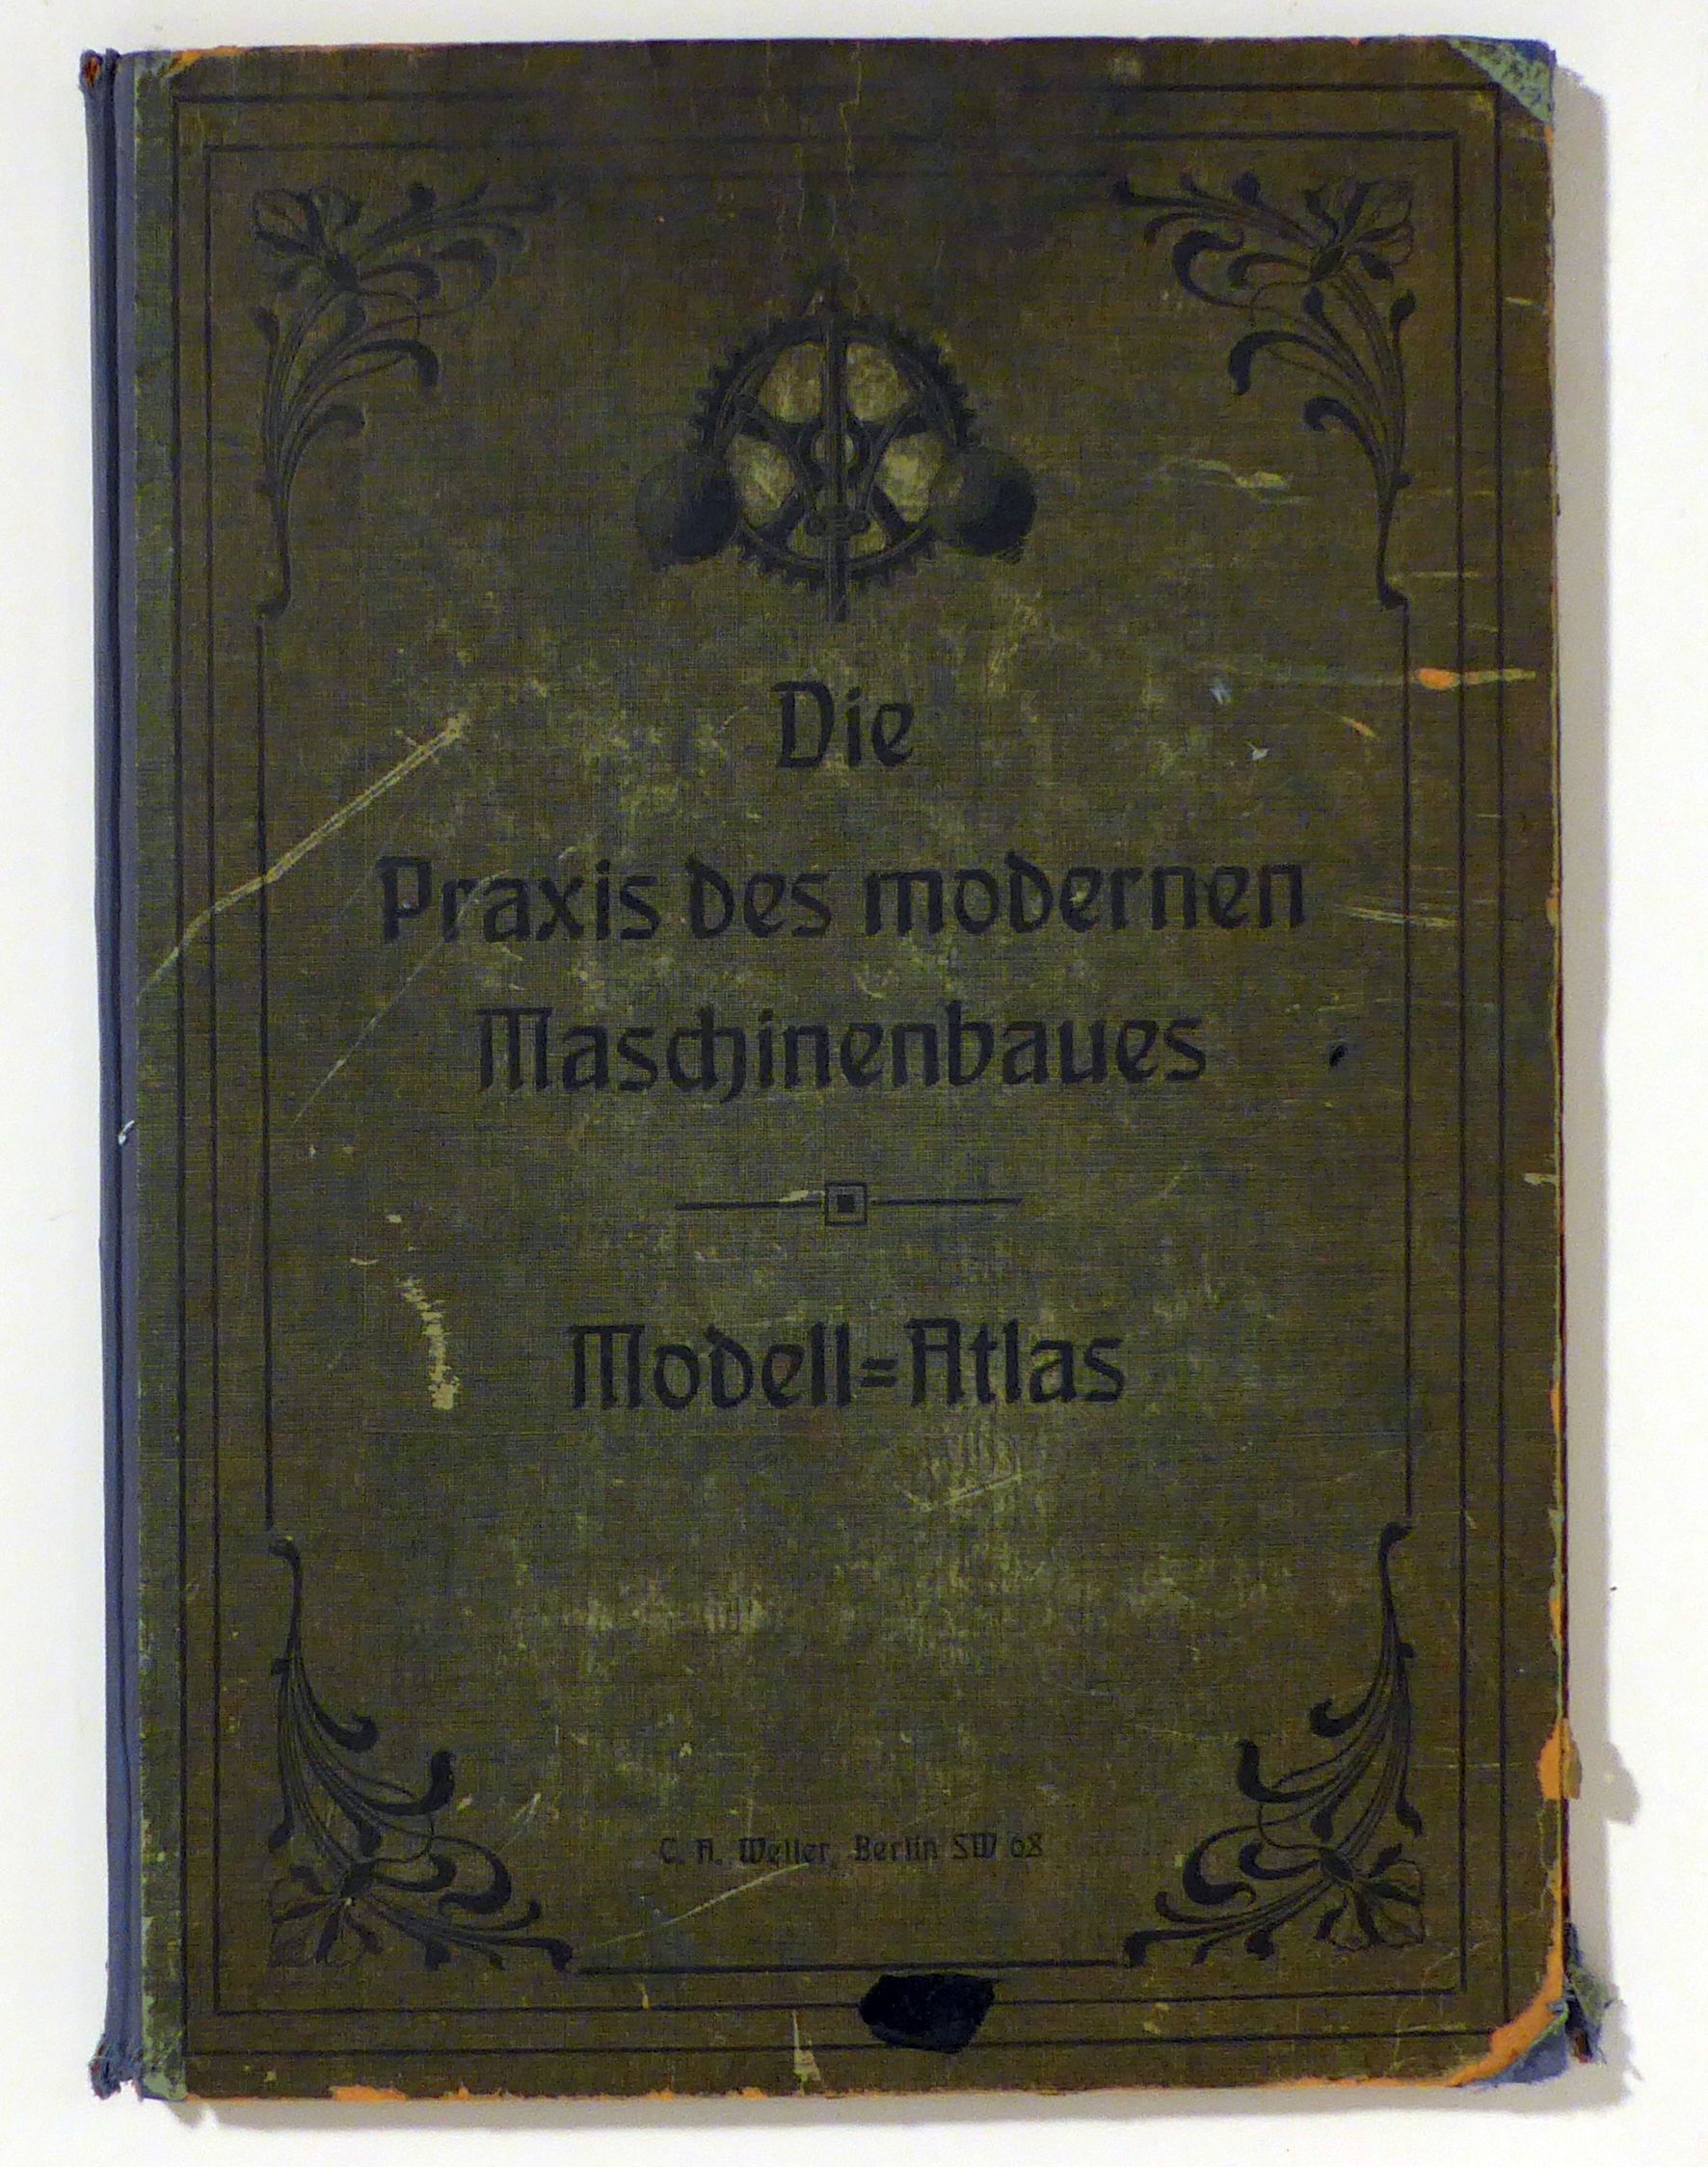 Die
Praxis des modernen
Maschinenbaues
Modell=Atlas
C. A. Weller, Berlin SW 68